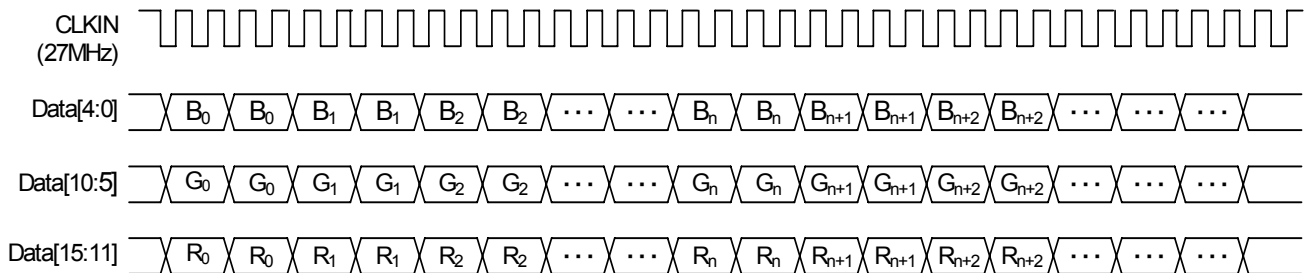 CLKIN
(27MHz)
Data[4:0] B0 B0 B1 B1 B2 B2 ... ... Bn Bn Bn+1 Bn+1 Bn+2 Bn+2 ... ... ...
Data[10:5] G0 G0 G1 G1 G2 G2 ... ... Gn Gn Gn+1 Gn+1 Gn+2 Gn+2 ... ... ...
Data[15:11] R0 R0 R1 R1 R2 R2 ... ... Rn Rn Rn+1 Rn+1 Rn+2 Rn+2 ... ... ...